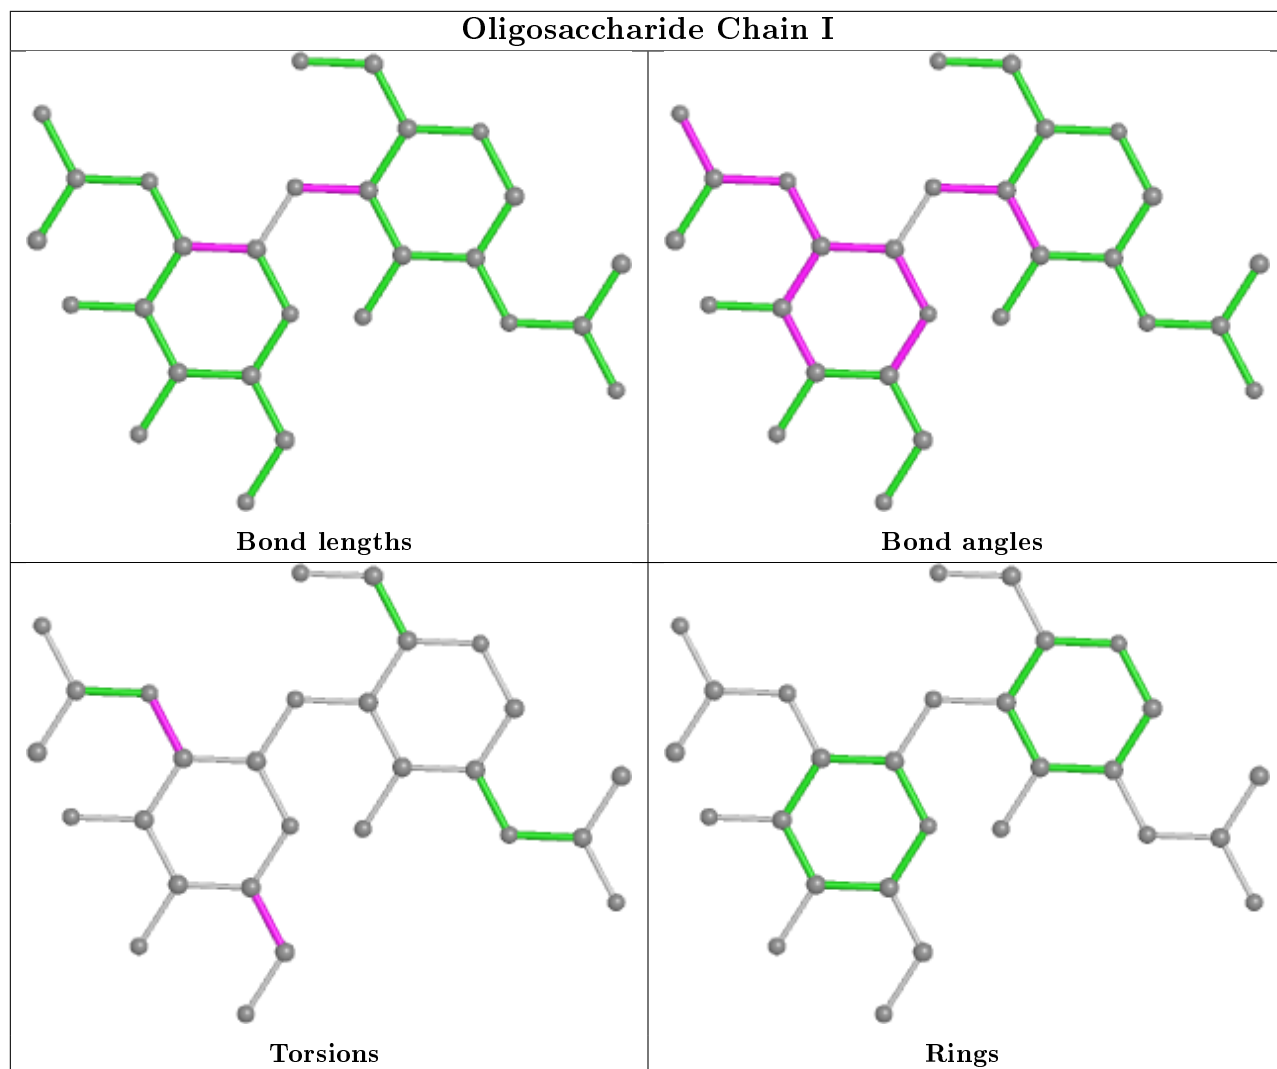 Oligosaccharide Chain I
Bond lengths
Bond angles
Torsions
Rings